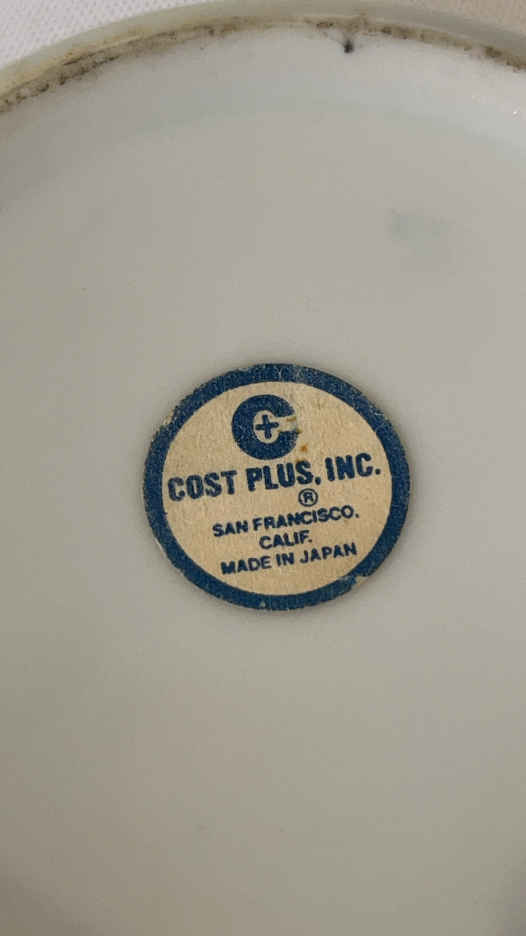 C+
COST PLUS, INC.
®
SAN FRANCISCO.
CALIF.
MADE IN JAPAN